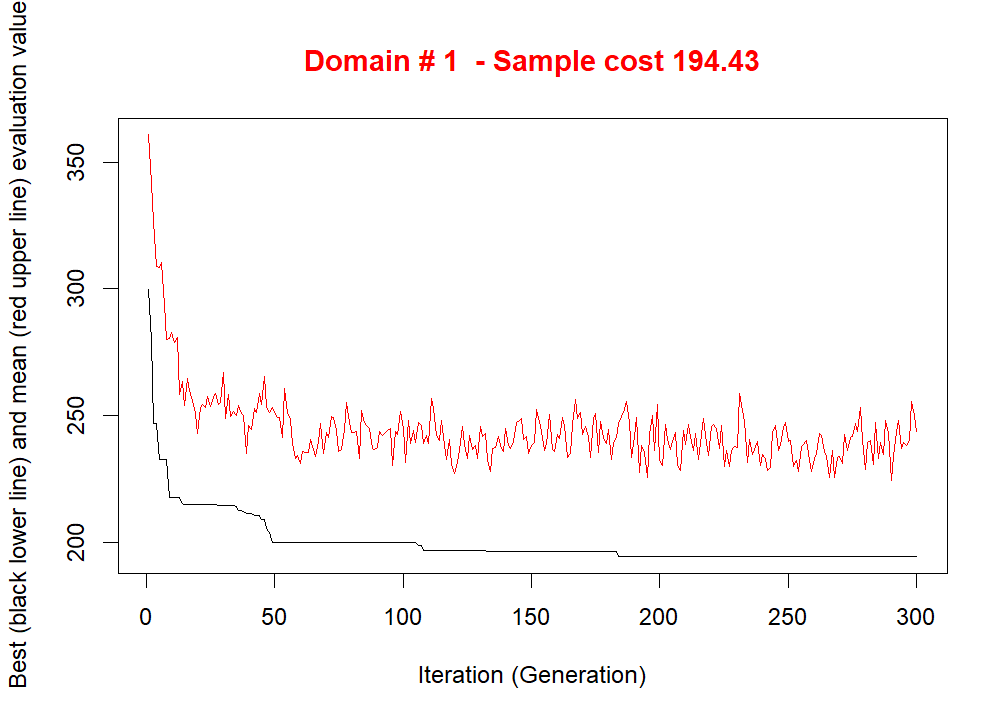 Domain # 1  - Sample cost 194.43
Best (black lower line) and mean (red upper line) evaluation value
350
300
250
200
0 50 100 150 200 250 300
Iteration (Generation)